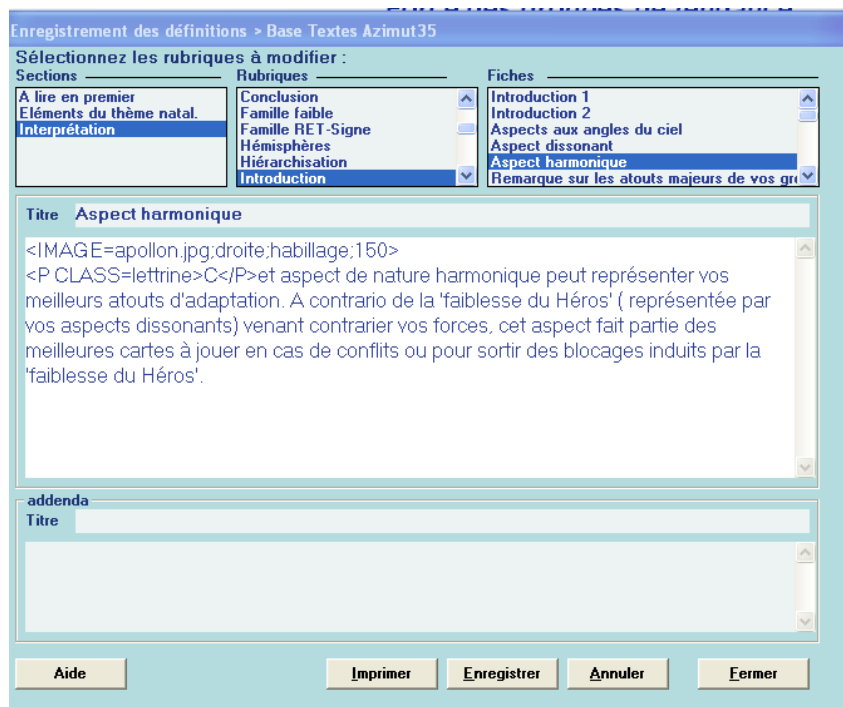 Enregistrement des définitions > Base Textes Azimut35
Sélectionnez les rubriques à modifier :
Sections
A lire en premier
Eléments du thème natal.
Interprétation
Rubriques
Conclusion
Famille faible
Famille RET-Signe
Hémisphères
Hiérarchisation
Introduction
Fiches
Introduction 1
Introduction 2
Aspects aux angles du ciel
Aspect dissonant
Aspect harmonique
Remarque sur les atouts majeurs de vos
Titre Aspect harmonique
<IMAGE=apollon.jpg;droite;habillage;150>
<P CLASS=lettrine>C</P>et aspect de nature harmonique peut représenter vos
meilleurs atouts d'adaptation. A contrario de la 'faiblesse du Héros' ( représentée par
vos aspects dissonants) venant contrarier vos forces, cet aspect fait partie des
meilleures cartes à jouer en cas de conflits ou pour sortir des blocages induits par la
'faiblesse du Héros'.
addenda
Titre
Aide
Imprimer
Enregistrer
Annuler
Fermer